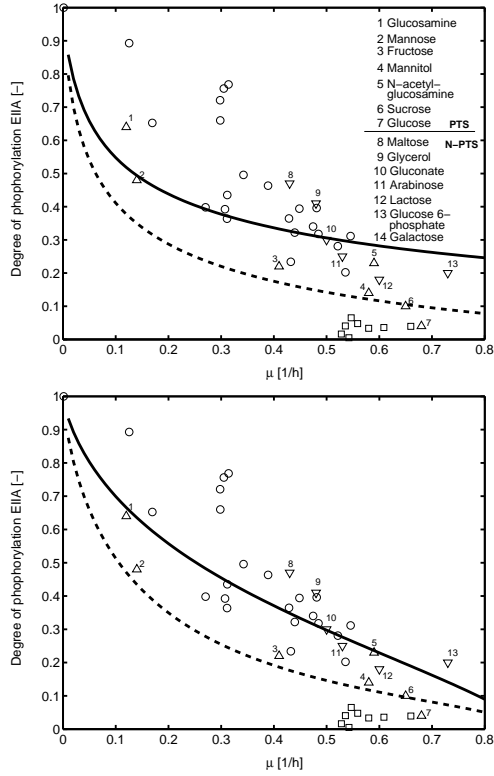 1
0.9
0.8
0.7
0.6
0.5
0.4
0.3
0.2
0.1
0
Degree of phophorylation EIIA [−]
1 Glucosamine
2 Mannose
3 Fructose
4 Mannitol
5 N−acetyl−
glucosamine
6 Sucrose
7 Glucose PTS
8 Maltose N−PTS
9 Glycerol
10 Gluconate
11 Arabinose
12 Lactose
13 Glucose 6−
phosphate
14 Galactose
1
2
8
9
10
3
11
5
13
4
12
6
7
0 0.1 0.2 0.3 0.4 0.5 0.6 0.7 0.8
μ [1/h]
1
0.9
0.8
0.7
0.6
0.5
0.4
0.3
0.2
0.1
0
Degree of phophorylation EIIA [−]
1
2
8
9
10
3
11
5
13
4
12
6
7
0 0.1 0.2 0.3 0.4 0.5 0.6 0.7 0.8
μ [1/h]